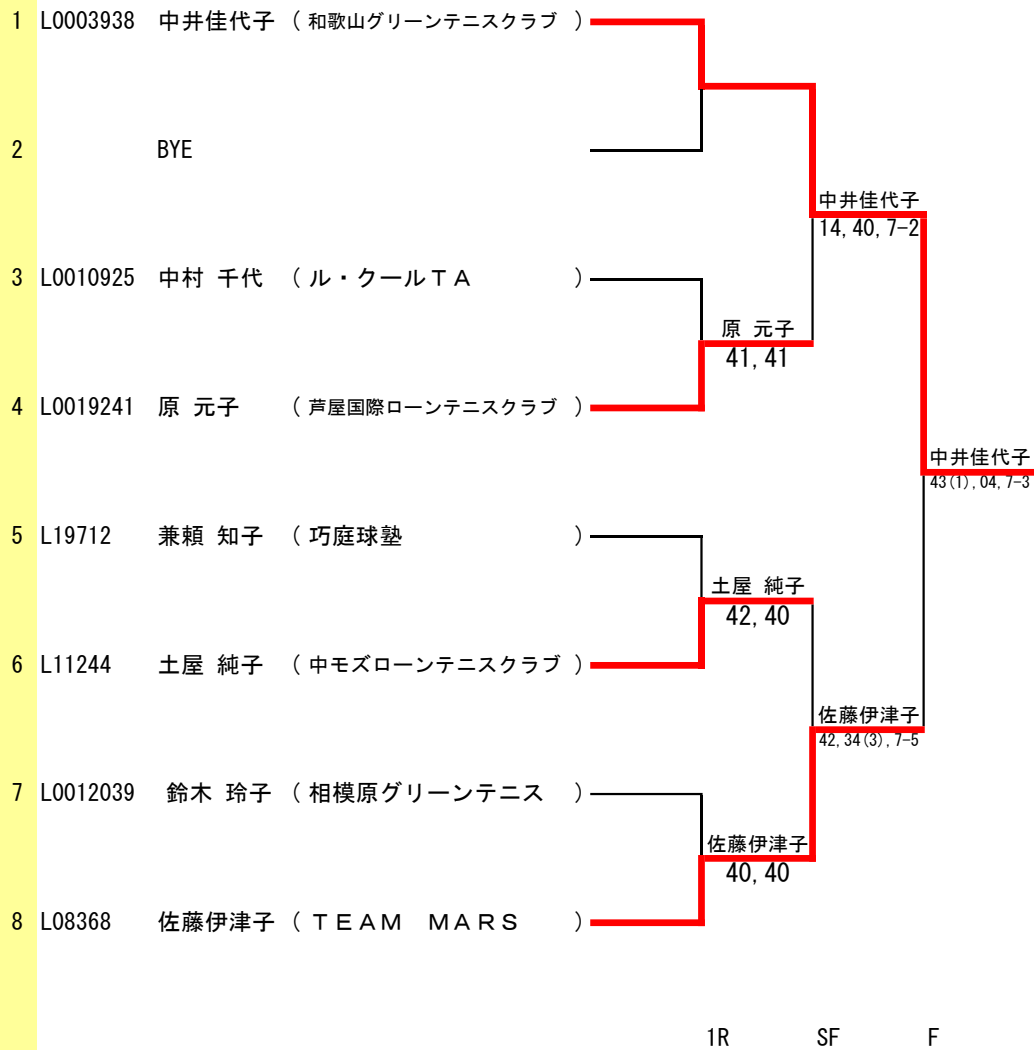 1 L0003938 中井佳代子 ( 和歌山グリーンテニスクラブ )
2 BYE
中井佳代子
14, 40, 7-2
3 L0010925 中村 千代 ( ル・クールＴＡ )
原 元子
41, 41
4 L0019241 原 元子 ( 芦屋国際ローンテニスクラブ )
中井佳代子
43(1), 04, 7-3
5 L19712 兼頼 知子 ( 巧庭球塾 )
土屋 純子
42, 40
6 L11244 土屋 純子 ( 中モズローンテニスクラブ )
佐藤伊津子
42, 34(3), 7-5
7 L0012039 鈴木 玲子 ( 相模原グリーンテニス )
佐藤伊津子
40, 40
8 L08368 佐藤伊津子 ( ＴＥＡＭ　ＭＡＲＳ )
1R SF F